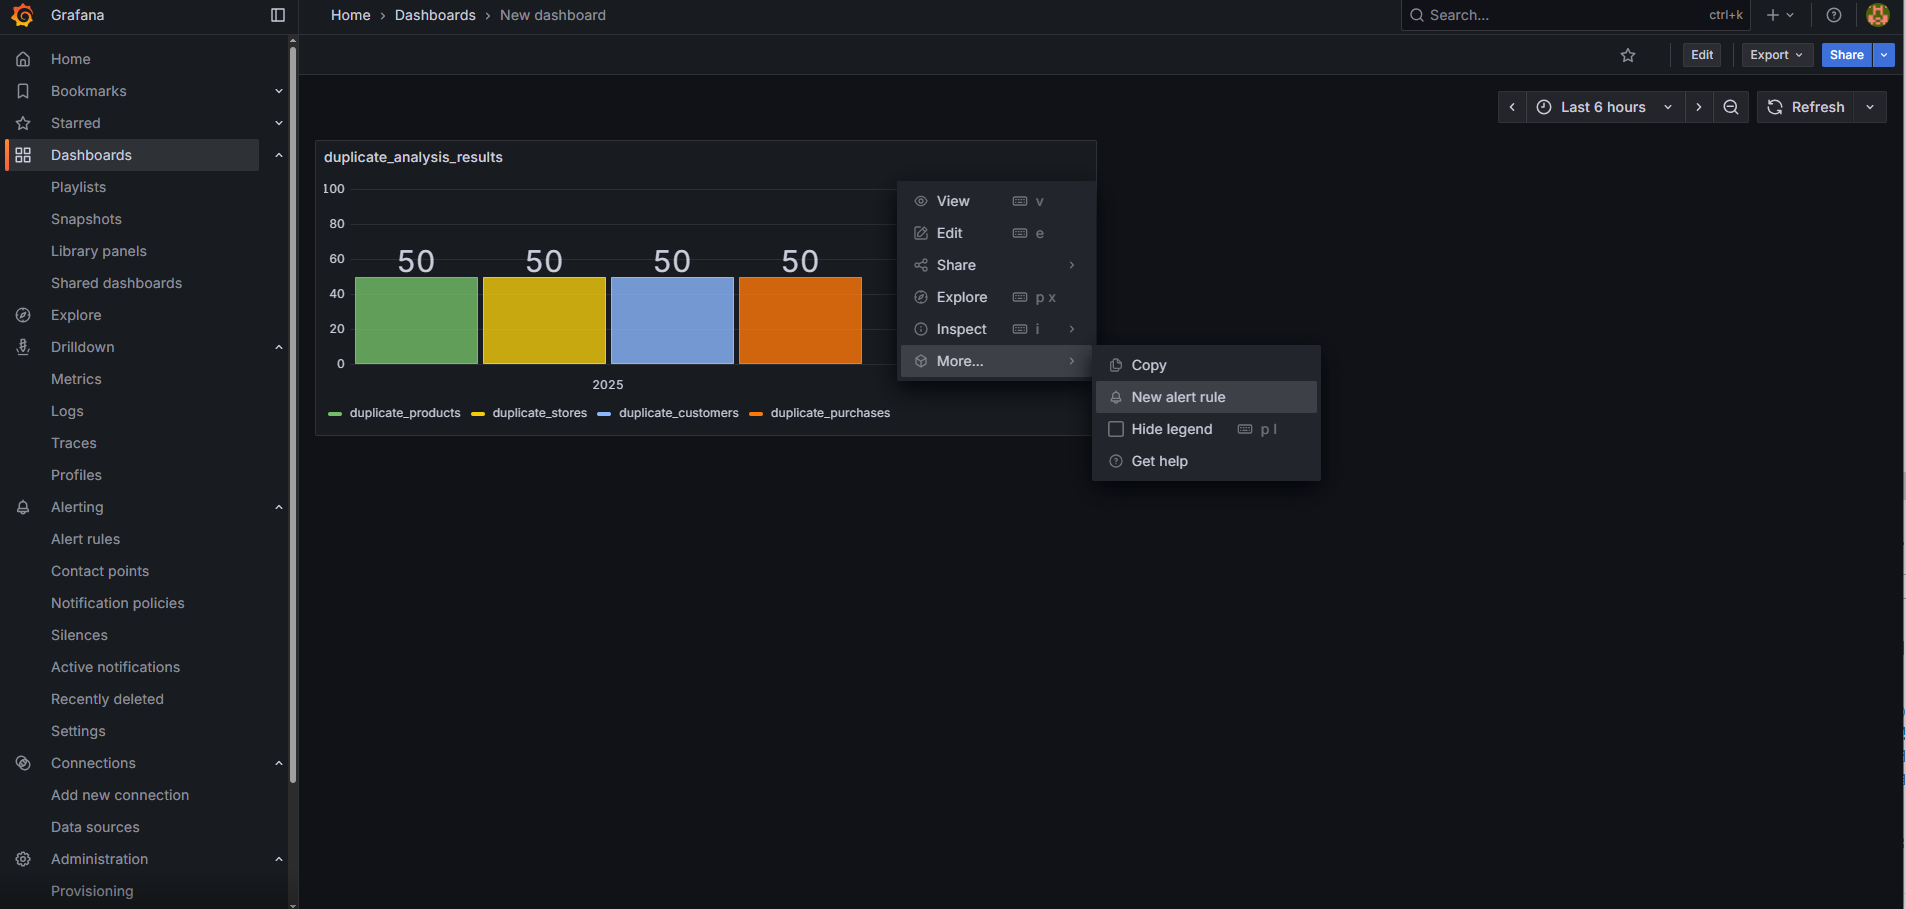 Grafana
Home › Dashboards › New dashboard
Search...
ctrl+k
Edit
Export
Share
Home
Bookmarks
Starred
Dashboards
Playlists
Snapshots
Library panels
Shared dashboards
Explore
Drilldown
Metrics
Logs
Traces
Profiles
Alerting
Alert rules
Contact points
Notification policies
Silences
Active notifications
Recently deleted
Settings
Connections
Add new connection
Data sources
Administration
Provisioning
Last 6 hours
Refresh
duplicate_analysis_results
100
80
60
40
20
0
50 50 50 50
2025
duplicate_products duplicate_stores duplicate_customers duplicate_purchases
View v
Edit e
Share
Explore p x
Inspect i
More...
Copy
New alert rule
Hide legend p l
Get help